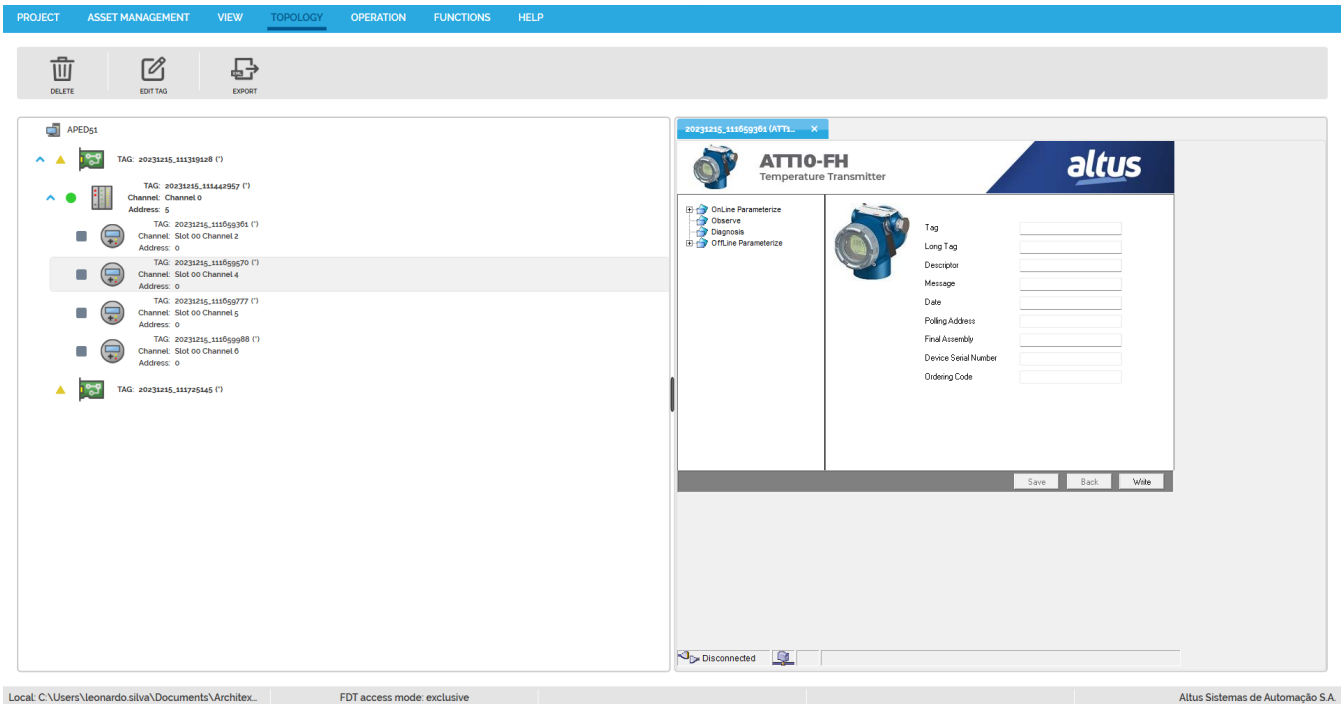 PROJECT ASSET MANAGEMENT VIEW TOPOLOGY OPERATION FUNCTIONS HELP
DELETE EDIT TAG EXPORT
APED51
TAG: 20231215_111319128 (*)
TAG: 20231215_111442957 (*)
Channel: Channel 0
Address: 5
TAG: 20231215_111659361 (*)
Channel: Slot 00 Channel 2
Address: 0
TAG: 20231215_111659570 (*)
Channel: Slot 00 Channel 4
Address: 0
TAG: 20231215_111659777 (*)
Channel: Slot 00 Channel 5
Address: 0
TAG: 20231215_111659988 (*)
Channel: Slot 00 Channel 6
Address: 0
TAG: 20231215_111725145 (*)
20231215_111659361 (ATT1...
ATT10-FH
Temperature Transmitter
altus
OnLine Parameterize
Observe
Diagnosis
OffLine Parameterize
Tag
Long Tag
Descriptor
Message
Date
Polling Address
Final Assembly
Device Serial Number
Ordering Code
Save Back Write
Disconnected
Local: C:\Users\leonardo.silva\Documents\Architex... FDT access mode: exclusive Altus Sistemas de Automação S.A.